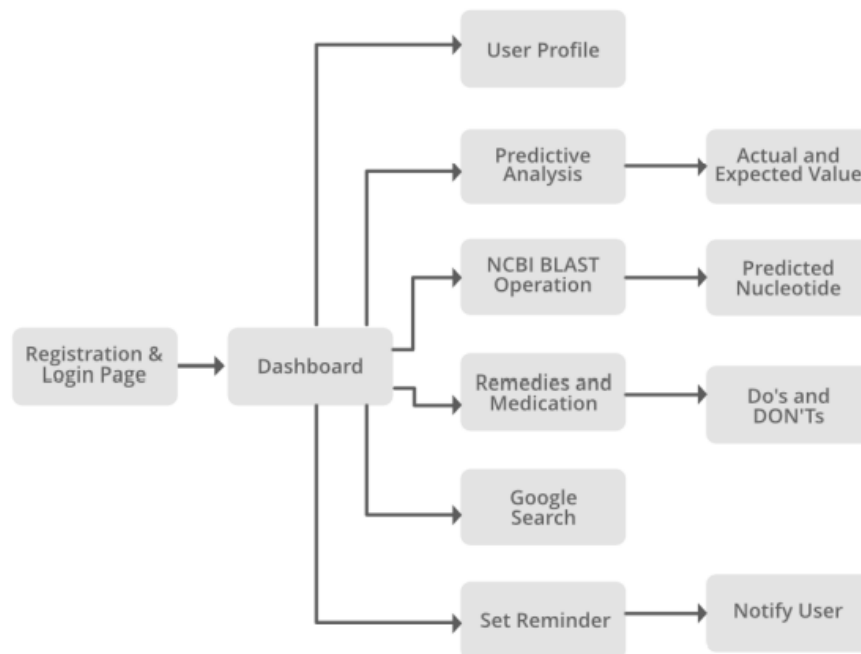 User Profile
Predictive
Analysis
Actual and
Expected Value
NCBI BLAST
Operation
Predicted
Nucleotide
Registration &
Login Page
Dashboard
Remedies and
Medication
Do's and
DON'Ts
Google
Search
Set Reminder
Notify User